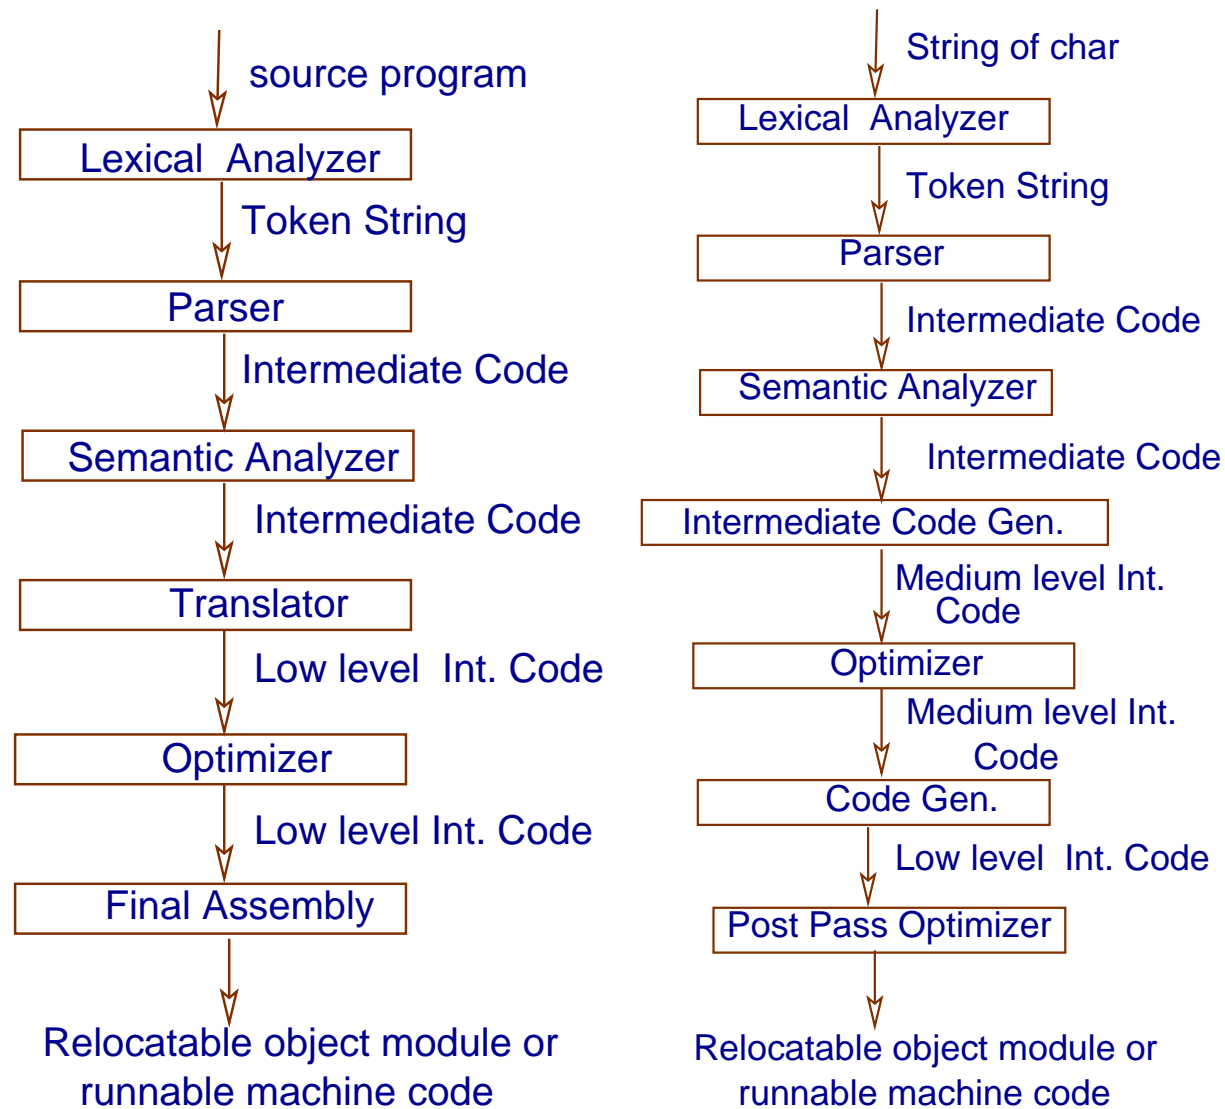 source program
Lexical Analyzer
Token String
Parser
Intermediate Code
Semantic Analyzer
Intermediate Code
Translator
Low level Int. Code
Optimizer
Low level Int. Code
Final Assembly
Relocatable object module or
runnable machine code
String of char
Lexical Analyzer
Token String
Parser
Intermediate Code
Semantic Analyzer
Intermediate Code
Intermediate Code Gen.
Medium level Int.
Code
Optimizer
Medium level Int.
Code
Code Gen.
Low level Int. Code
Post Pass Optimizer
Relocatable object module or
runnable machine code